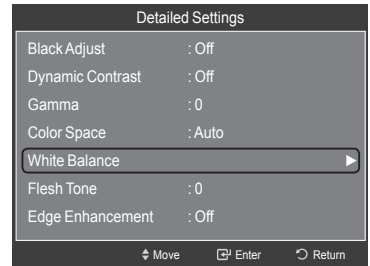 Detailed Settings
Black Adjust : Off
Dynamic Contrast : Off
Gamma : 0
Color Space : Auto
White Balance ▶
Flesh Tone : 0
Edge Enhancement : Off
Move Enter Return